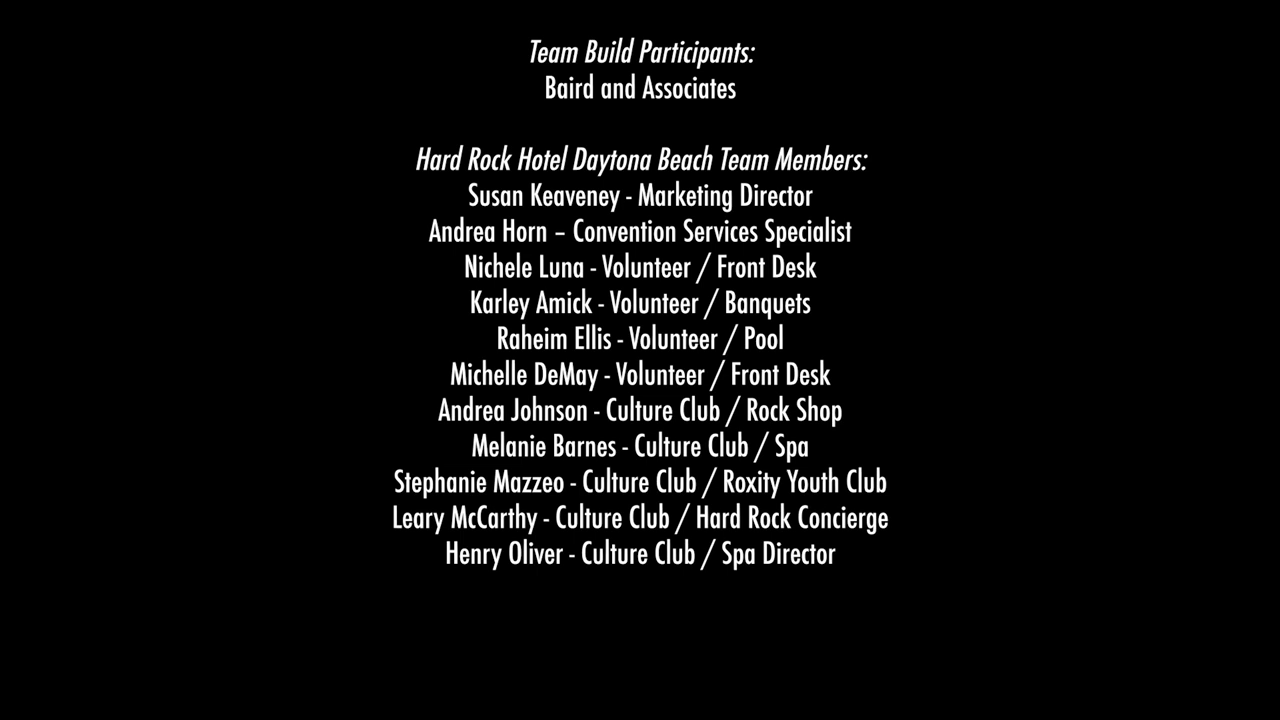 Team Build Participants:
Baird and Associates
Hard Rock Hotel Daytona Beach Team Members:
Susan Keaveney - Marketing Director
Andrea Horn – Convention Services Specialist
Nichele Luna - Volunteer / Front Desk
Karley Amick - Volunteer / Banquets
Raheim Ellis - Volunteer / Pool
Michelle DeMay - Volunteer / Front Desk
Andrea Johnson - Culture Club / Rock Shop
Melanie Barnes - Culture Club / Spa
Stephanie Mazzeo - Culture Club / Roxity Youth Club
Leary McCarthy - Culture Club / Hard Rock Concierge
Henry Oliver - Culture Club / Spa Director